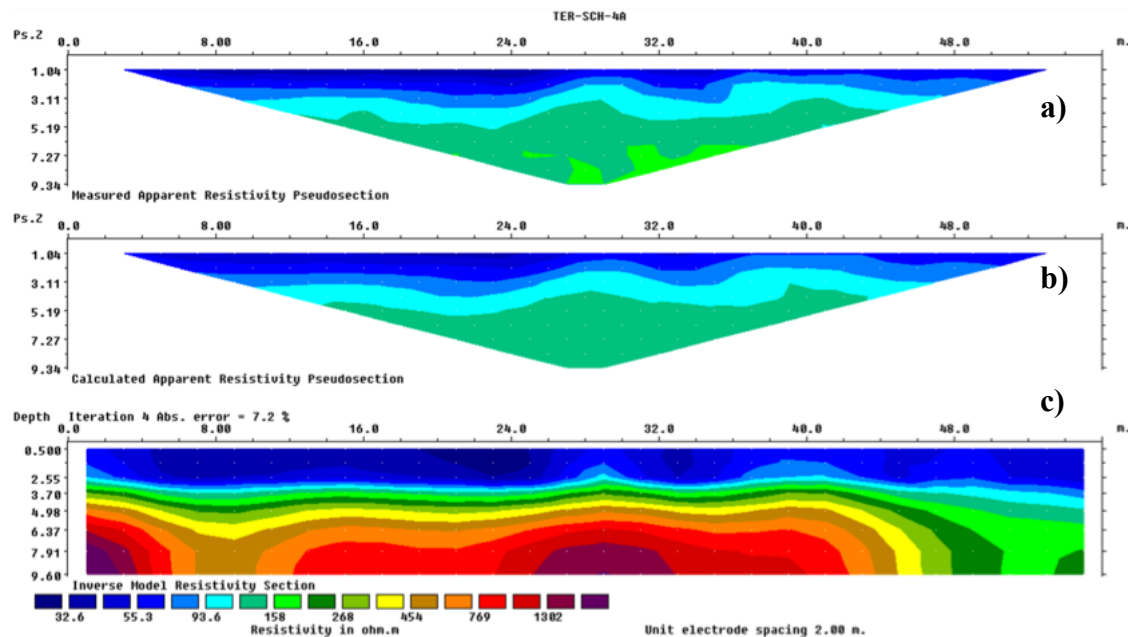 TER-SCH-4A
Ps.Z 0.0 8.00 16.0 24.0 32.0 40.0 48.0 m.
1.04
3.11
a)
5.19
7.27
9.34
Measured Apparent Resistivity Pseudosection
Ps.Z 0.0 8.00 16.0 24.0 32.0 40.0 48.0 m.
1.04
3.11
b)
5.19
7.27
9.34
Calculated Apparent Resistivity Pseudosection
c)
Depth Iteration 4 Abs. error = 7.2 %
0.0 8.00 16.0 24.0 32.0 40.0 48.0 m.
0.500
2.55
3.70
4.98
6.37
7.91
9.60
Inverse Model Resistivity Section
32.6 55.3 93.6 158 268 454 769 1302
Resistivity in ohm.m Unit electrode spacing 2.00 m.